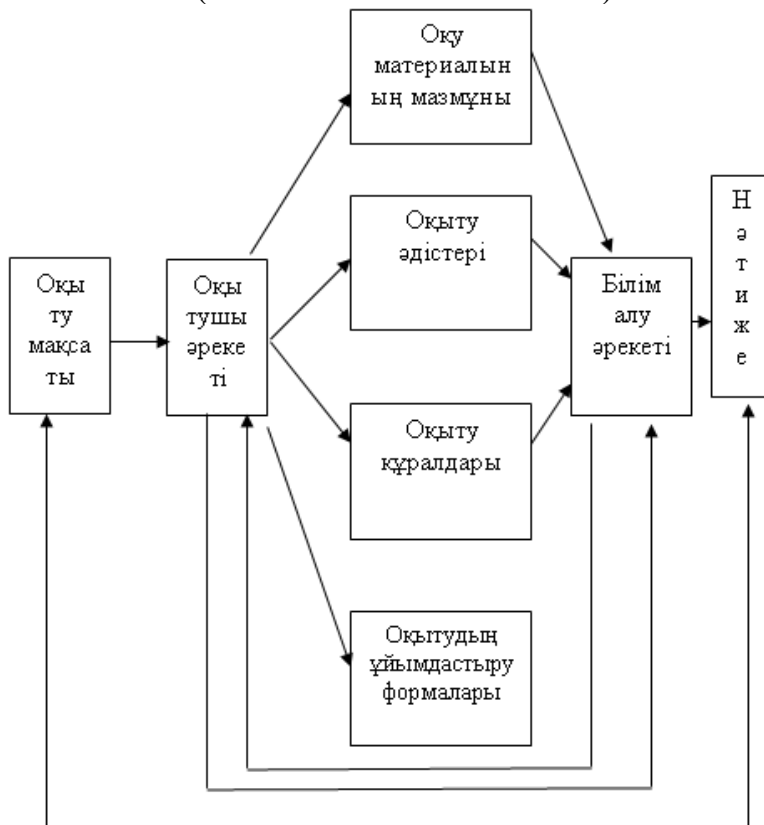 Оқу
материалын
ың мазмұны
Оқыту
әдістері
Оқы
ту
мақса
ты
Оқы
тушы
әреке
ті
Білім
алу
әрекеті
Н
ә
т
и
ж
е
Оқыту
құралдары
Оқытудың
ұйымдастыру
формалары